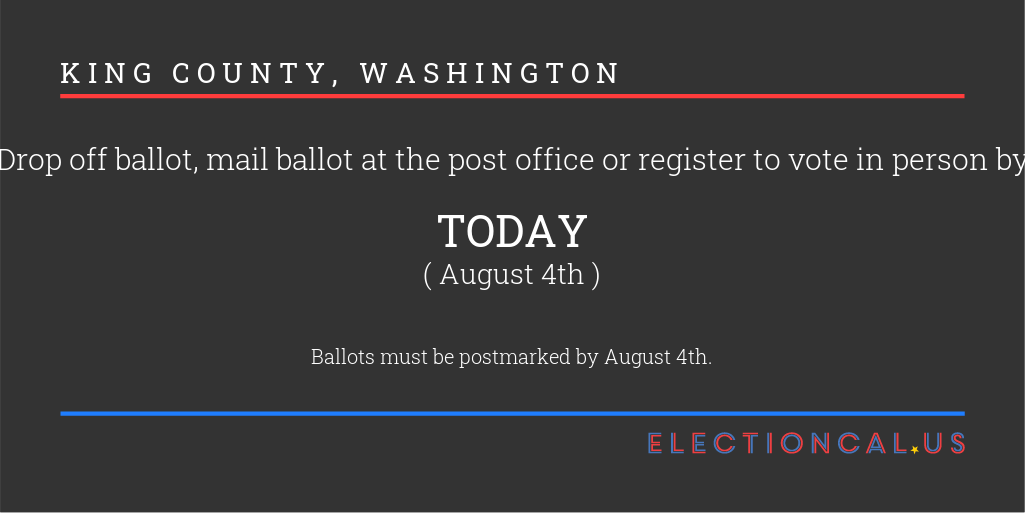 KING COUNTY, WASHINGTON
Drop off ballot, mail ballot at the post office or register to vote in person by
TODAY
( August 4th )
Ballots must be postmarked by August 4th.
ELECTIONCAL.US